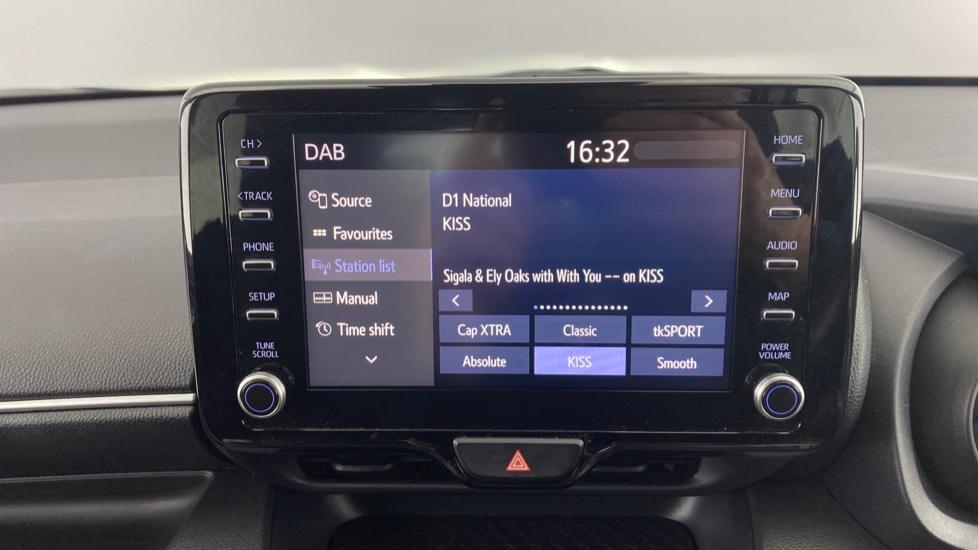 CH >
< TRACK
PHONE
SETUP
TUNE
SCROLL
DAB
16:32
Source
Favourites
Station list
Manual
Time shift
D1 National
KISS
Sigala & Ely Oaks with With You -- on KISS
Cap XTRA Classic tkSPORT
Absolute KISS Smooth
HOME
MENU
AUDIO
MAP
POWER
VOLUME